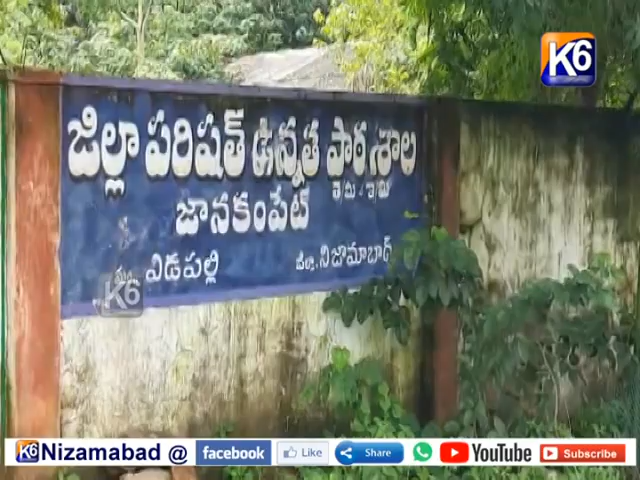 K6
జిల్లా పరిషత్ ఉన్నత పాఠశాల
జానకంపేట్
మం. ఎడపల్లి జిల్లా. నిజామాబాద్
K6
K6 Nizamabad @ facebook Like Share YouTube Subscribe